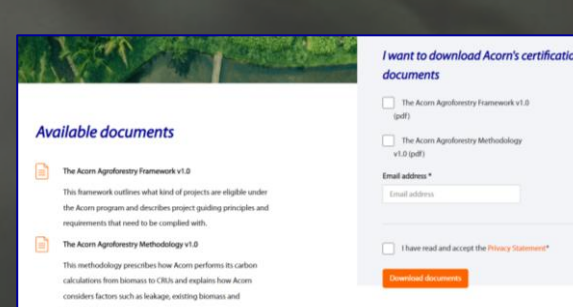 Available documents
The Acorn Agroforestry Framework v1.0
This framework outlines what kind of projects are eligible under
the Acorn program and describes project guiding principles and
requirements that need to be complied with.
The Acorn Agroforestry Methodology v1.0
This methodology prescribes how Acorn performs its carbon
calculations from biomass to CRUs and explains how Acorn
considers factors such as leakage, existing biomass and
I want to download Acorn's certificatio
documents
The Acorn Agroforestry Framework v1.0
(pdf)
The Acorn Agroforestry Methodology
v1.0 (pdf)
Email address *
Email address
I have read and accept the Privacy Statement*
Download documents